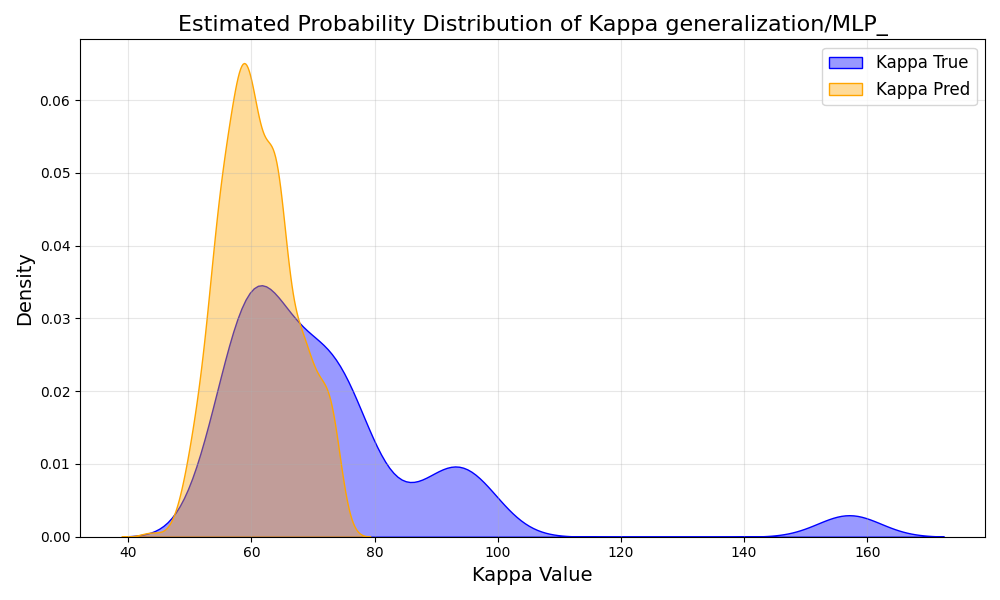 Estimated Probability Distribution of Kappa generalization/MLP_
Kappa True
Kappa Pred
Density
0.06
0.05
0.04
0.03
0.02
0.01
0.00
40 60 80 100 120 140 160
Kappa Value